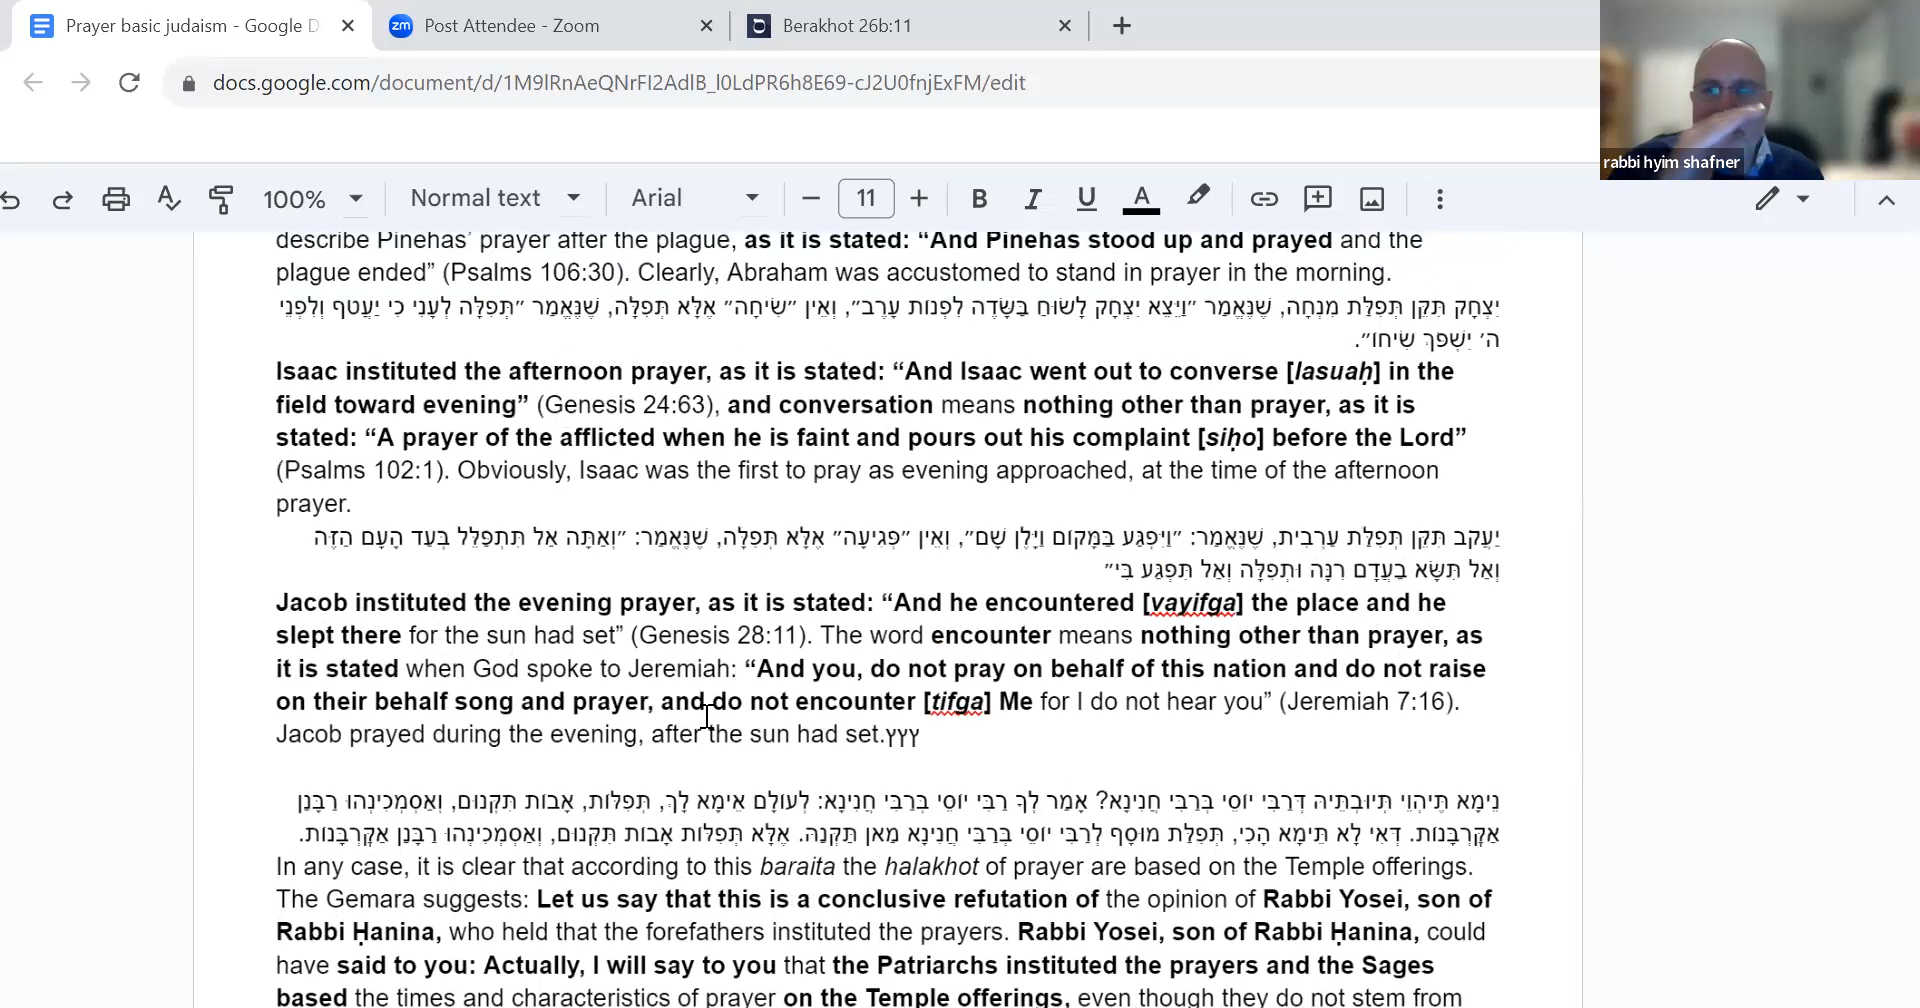 Prayer basic judaism - Google D
Post Attendee - Zoom
Berakhot 26b:11
docs.google.com/document/d/1M9lRnAeQNrFI2AdlB_l0LdPR6h8E69-cJ2U0fnjExFM/edit
rabbi hyim shafner
100% Normal text Arial 11 B I U A
describe Pinehas’ prayer after the plague, as it is stated: “And Pinehas stood up and prayed and the
plague ended” (Psalms 106:30). Clearly, Abraham was accustomed to stand in prayer in the morning.
יִצְחָק תִּקֵּן תְּפִלַּת מִנְחָה, שֶׁנֶּאֱמַר ״וַיֵּצֵא יִצְחָק לָשׂוּחַ בַּשָּׂדֶה לִפְנוֹת עָרֶב״, וְאֵין ״שִׂיחָה״ אֶלָּא תְּפִלָּה, שֶׁנֶּאֱמַר ״תְּפִלָּה לְעָנִי כִי יַעֲטֹף וְלִפְנֵי
ה׳ יִשְׁפֹּךְ שִׂיחוֹ״.
Isaac instituted the afternoon prayer, as it is stated: “And Isaac went out to converse [lasuaḥ] in the
field toward evening” (Genesis 24:63), and conversation means nothing other than prayer, as it is
stated: “A prayer of the afflicted when he is faint and pours out his complaint [siḥo] before the Lord”
(Psalms 102:1). Obviously, Isaac was the first to pray as evening approached, at the time of the afternoon
prayer.
יַעֲקֹב תִּקֵּן תְּפִלַּת עַרְבִית, שֶׁנֶּאֱמַר: ״וַיִּפְגַּע בַּמָּקוֹם וַיָּלֶן שָׁם״, וְאֵין ״פְּגִיעָה״ אֶלָּא תְּפִלָּה, שֶׁנֶּאֱמַר: ״וְאַתָּה אַל תִּתְפַּלֵּל בְּעַד הָעָם הַזֶּה
וְאַל תִּשָּׂא בַעֲדָם רִנָּה וּתְפִלָּה וְאַל תִּפְגַּע בִּי״
Jacob instituted the evening prayer, as it is stated: “And he encountered [vayifga] the place and he
slept there for the sun had set” (Genesis 28:11). The word encounter means nothing other than prayer, as
it is stated when God spoke to Jeremiah: “And you, do not pray on behalf of this nation and do not raise
on their behalf song and prayer, and do not encounter [tifga] Me for I do not hear you” (Jeremiah 7:16).
Jacob prayed during the evening, after the sun had set.ץץץ
נֵימָא תֶּיהְוֵי תְּיוּבְתֵּיהּ דְּרַבִּי יוֹסֵי בְּרַבִּי חֲנִינָא? אָמַר לְךָ רַבִּי יוֹסֵי בְּרַבִּי חֲנִינָא: לְעוֹלָם אֵימָא לָךְ, תְּפִלּוֹת, אָבוֹת תִּקְּנוּם, וְאַסְמְכִינְהוּ רַבָּנַן
אַקׇּרְבָּנוֹת. דְּאִי לָא תֵּימָא הָכִי, תְּפִלַּת מוּסָף לְרַבִּי יוֹסֵי בְּרַבִּי חֲנִינָא מַאן תַּקְּנַהּ. אֶלָּא תְּפִלּוֹת אָבוֹת תִּקְּנוּם, וְאַסְמְכִינְהוּ רַבָּנַן אַקׇּרְבָּנוֹת.
In any case, it is clear that according to this baraita the halakhot of prayer are based on the Temple offerings.
The Gemara suggests: Let us say that this is a conclusive refutation of the opinion of Rabbi Yosei, son of
Rabbi Ḥanina, who held that the forefathers instituted the prayers. Rabbi Yosei, son of Rabbi Ḥanina, could
have said to you: Actually, I will say to you that the Patriarchs instituted the prayers and the Sages
based the times and characteristics of prayer on the Temple offerings, even though they do not stem from